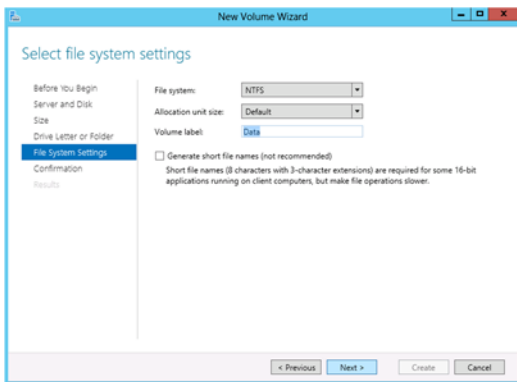 New Volume Wizard
Select file system settings
Before You Begin
Server and Disk
Size
Drive Letter or Folder
File System Settings
Confirmation
Results
File system:
NTFS
Allocation unit size:
Default
Volume label:
Data
Generate short file names (not recommended)
Short file names (8 characters with 3-character extensions) are required for some 16-bit
applications running on client computers, but make file operations slower.
< Previous
Next >
Create
Cancel